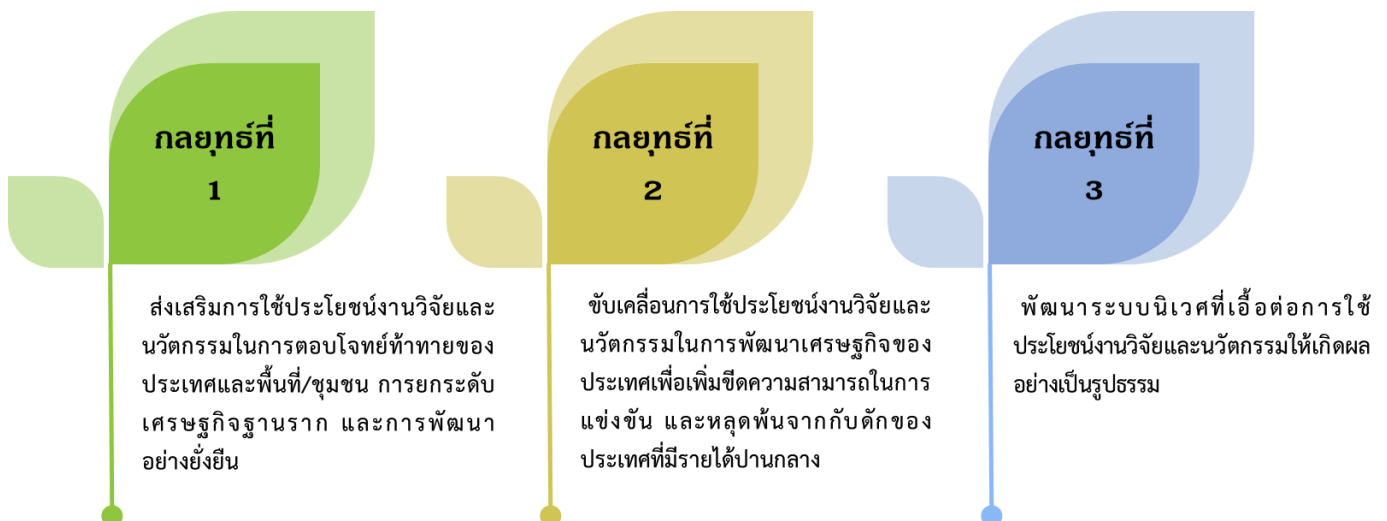 กลยุทธ์ที่
1
ส่งเสริมการใช้ประโยชน์งานวิจัยและ
นวัตกรรมในการตอบโจทย์ท้าทายของ
ประเทศและพื้นที่/ชุมชน การยกระดับ
เศรษฐกิจฐานราก และการพัฒนา
อย่างยั่งยืน
กลยุทธ์ที่
2
ขับเคลื่อนการใช้ประโยชน์งานวิจัยและ
นวัตกรรมในการพัฒนาเศรษฐกิจของ
ประเทศเพื่อเพิ่มขีดความสามารถในการ
แข่งขัน และหลุดพ้นจากกับดักของ
ประเทศที่มีรายได้ปานกลาง
กลยุทธ์ที่
3
พัฒนาระบบนิเวศที่เอื้อต่อการใช้
ประโยชน์งานวิจัยและนวัตกรรมให้เกิดผล
อย่างเป็นรูปธรรม